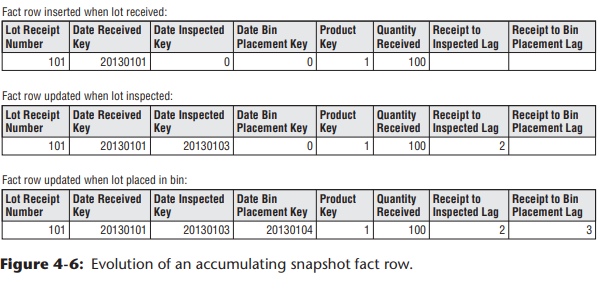 Fact row inserted when lot received:
Lot Receipt Date Received Date Inspected Date Bin Product Quantity Receipt to Receipt to Bin
Number Key Key Placement Key Key Received Inspected Lag Placement Lag
101 20130101 0 0 1 100
Fact row updated when lot inspected:
Lot Receipt Date Received Date Inspected Date Bin Product Quantity Receipt to Receipt to Bin
Number Key Key Placement Key Key Received Inspected Lag Placement Lag
101 20130101 20130103 0 1 100 2
Fact row updated when lot placed in bin:
Lot Receipt Date Received Date Inspected Date Bin Product Quantity Receipt to Receipt to Bin
Number Key Key Placement Key Key Received Inspected Lag Placement Lag
101 20130101 20130103 20130104 1 100 2 3
Figure 4-6: Evolution of an accumulating snapshot fact row.